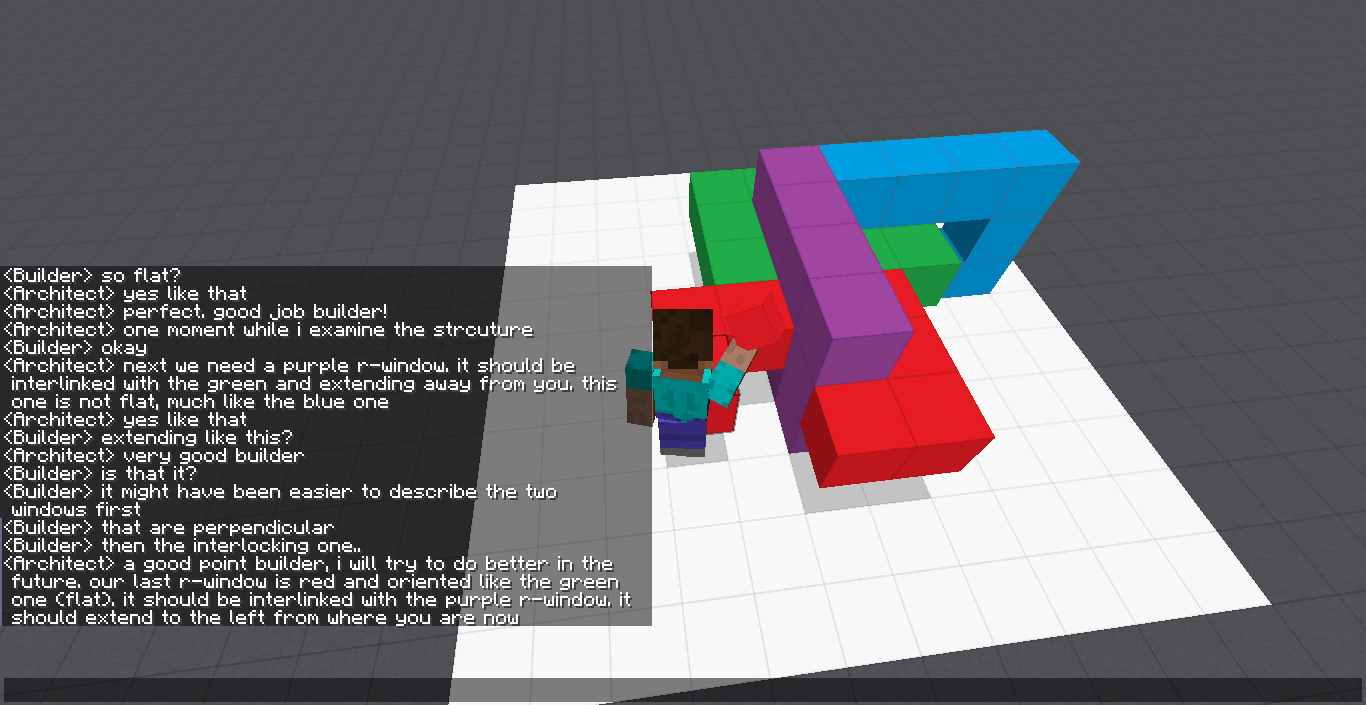 <Builder> so flat?
<Architect> yes like that
<Architect> perfect. good job builder!
<Architect> one moment while i examine the strcuture
<Builder> okay
<Architect> next we need a purple r-window. it should be
interlinked with the green and extending away from you. this
one is not flat, much like the blue one
<Architect> yes like that
<Builder> extending like this?
<Architect> very good builder
<Builder> is that it?
<Builder> it might have been easier to describe the two
windows first
<Builder> that are perpendicular
<Builder> then the interlocking one..
<Architect> a good point builder, i will try to do better in the
future. our last r-window is red and oriented like the green
one (flat). it should be interlinked with the purple r-window. it
should extend to the left from where you are now